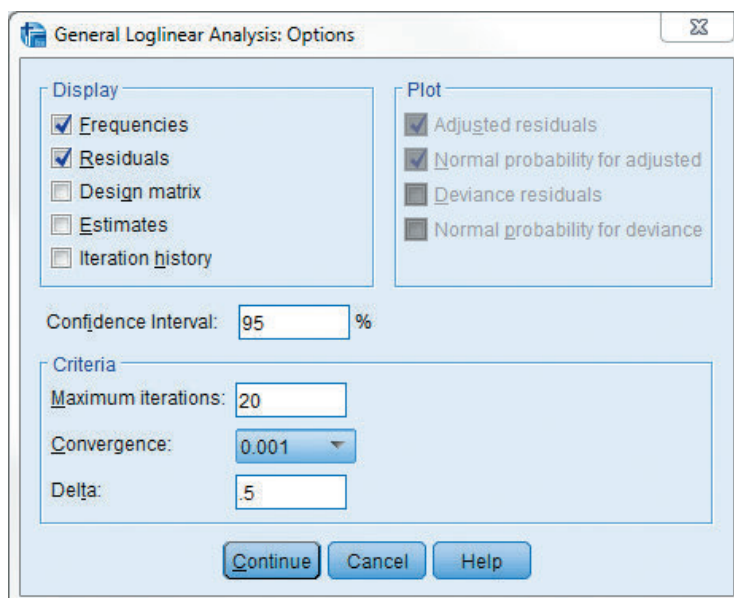 General Loglinear Analysis: Options
Display
Frequencies
Residuals
Design matrix
Estimates
Iteration history
Plot
Adjusted residuals
Normal probability for adjusted
Deviance residuals
Normal probability for deviance
Confidence Interval: 95 %
Criteria
Maximum iterations: 20
Convergence: 0.001
Delta: .5
Continue Cancel Help